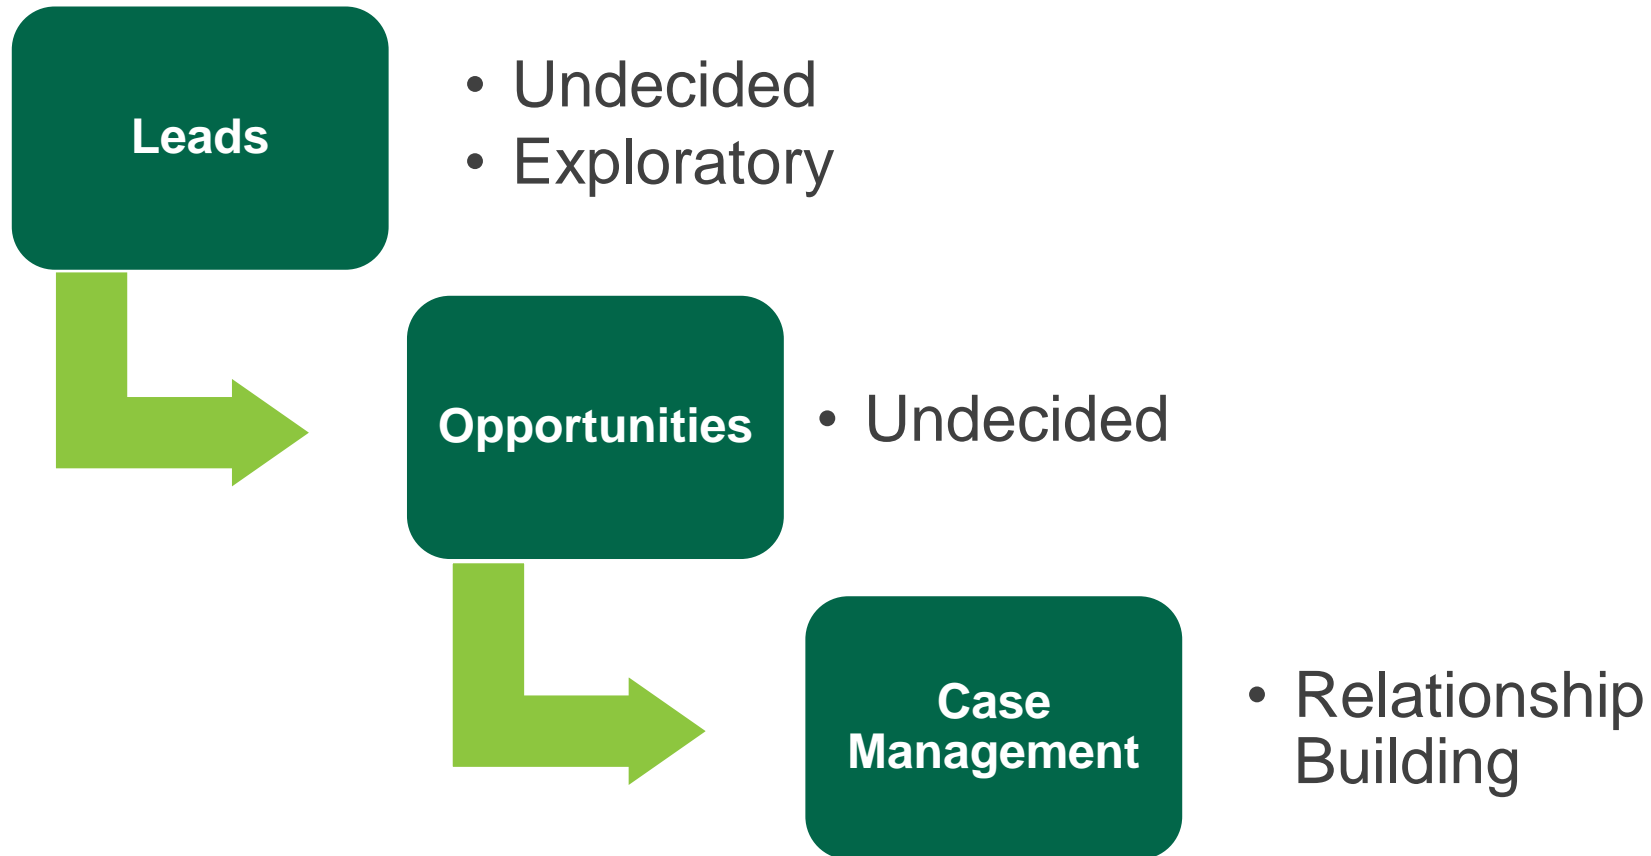 Leads
• Undecided
• Exploratory
Opportunities
• Undecided
Case
Management
• Relationship
Building